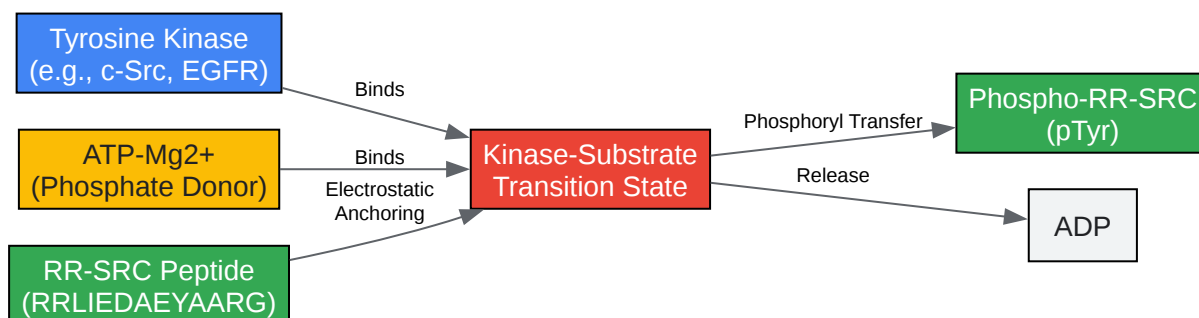 Tyrosine Kinase
(e.g., c-Src, EGFR)
Binds
ATP-Mg2+
(Phosphate Donor)
Binds
Electrostatic
Anchoring
RR-SRC Peptide
(RRLIEDAEYAARG)
Kinase-Substrate
Transition State
Phosphoryl Transfer
Phospho-RR-SRC
(pTyr)
Release
ADP